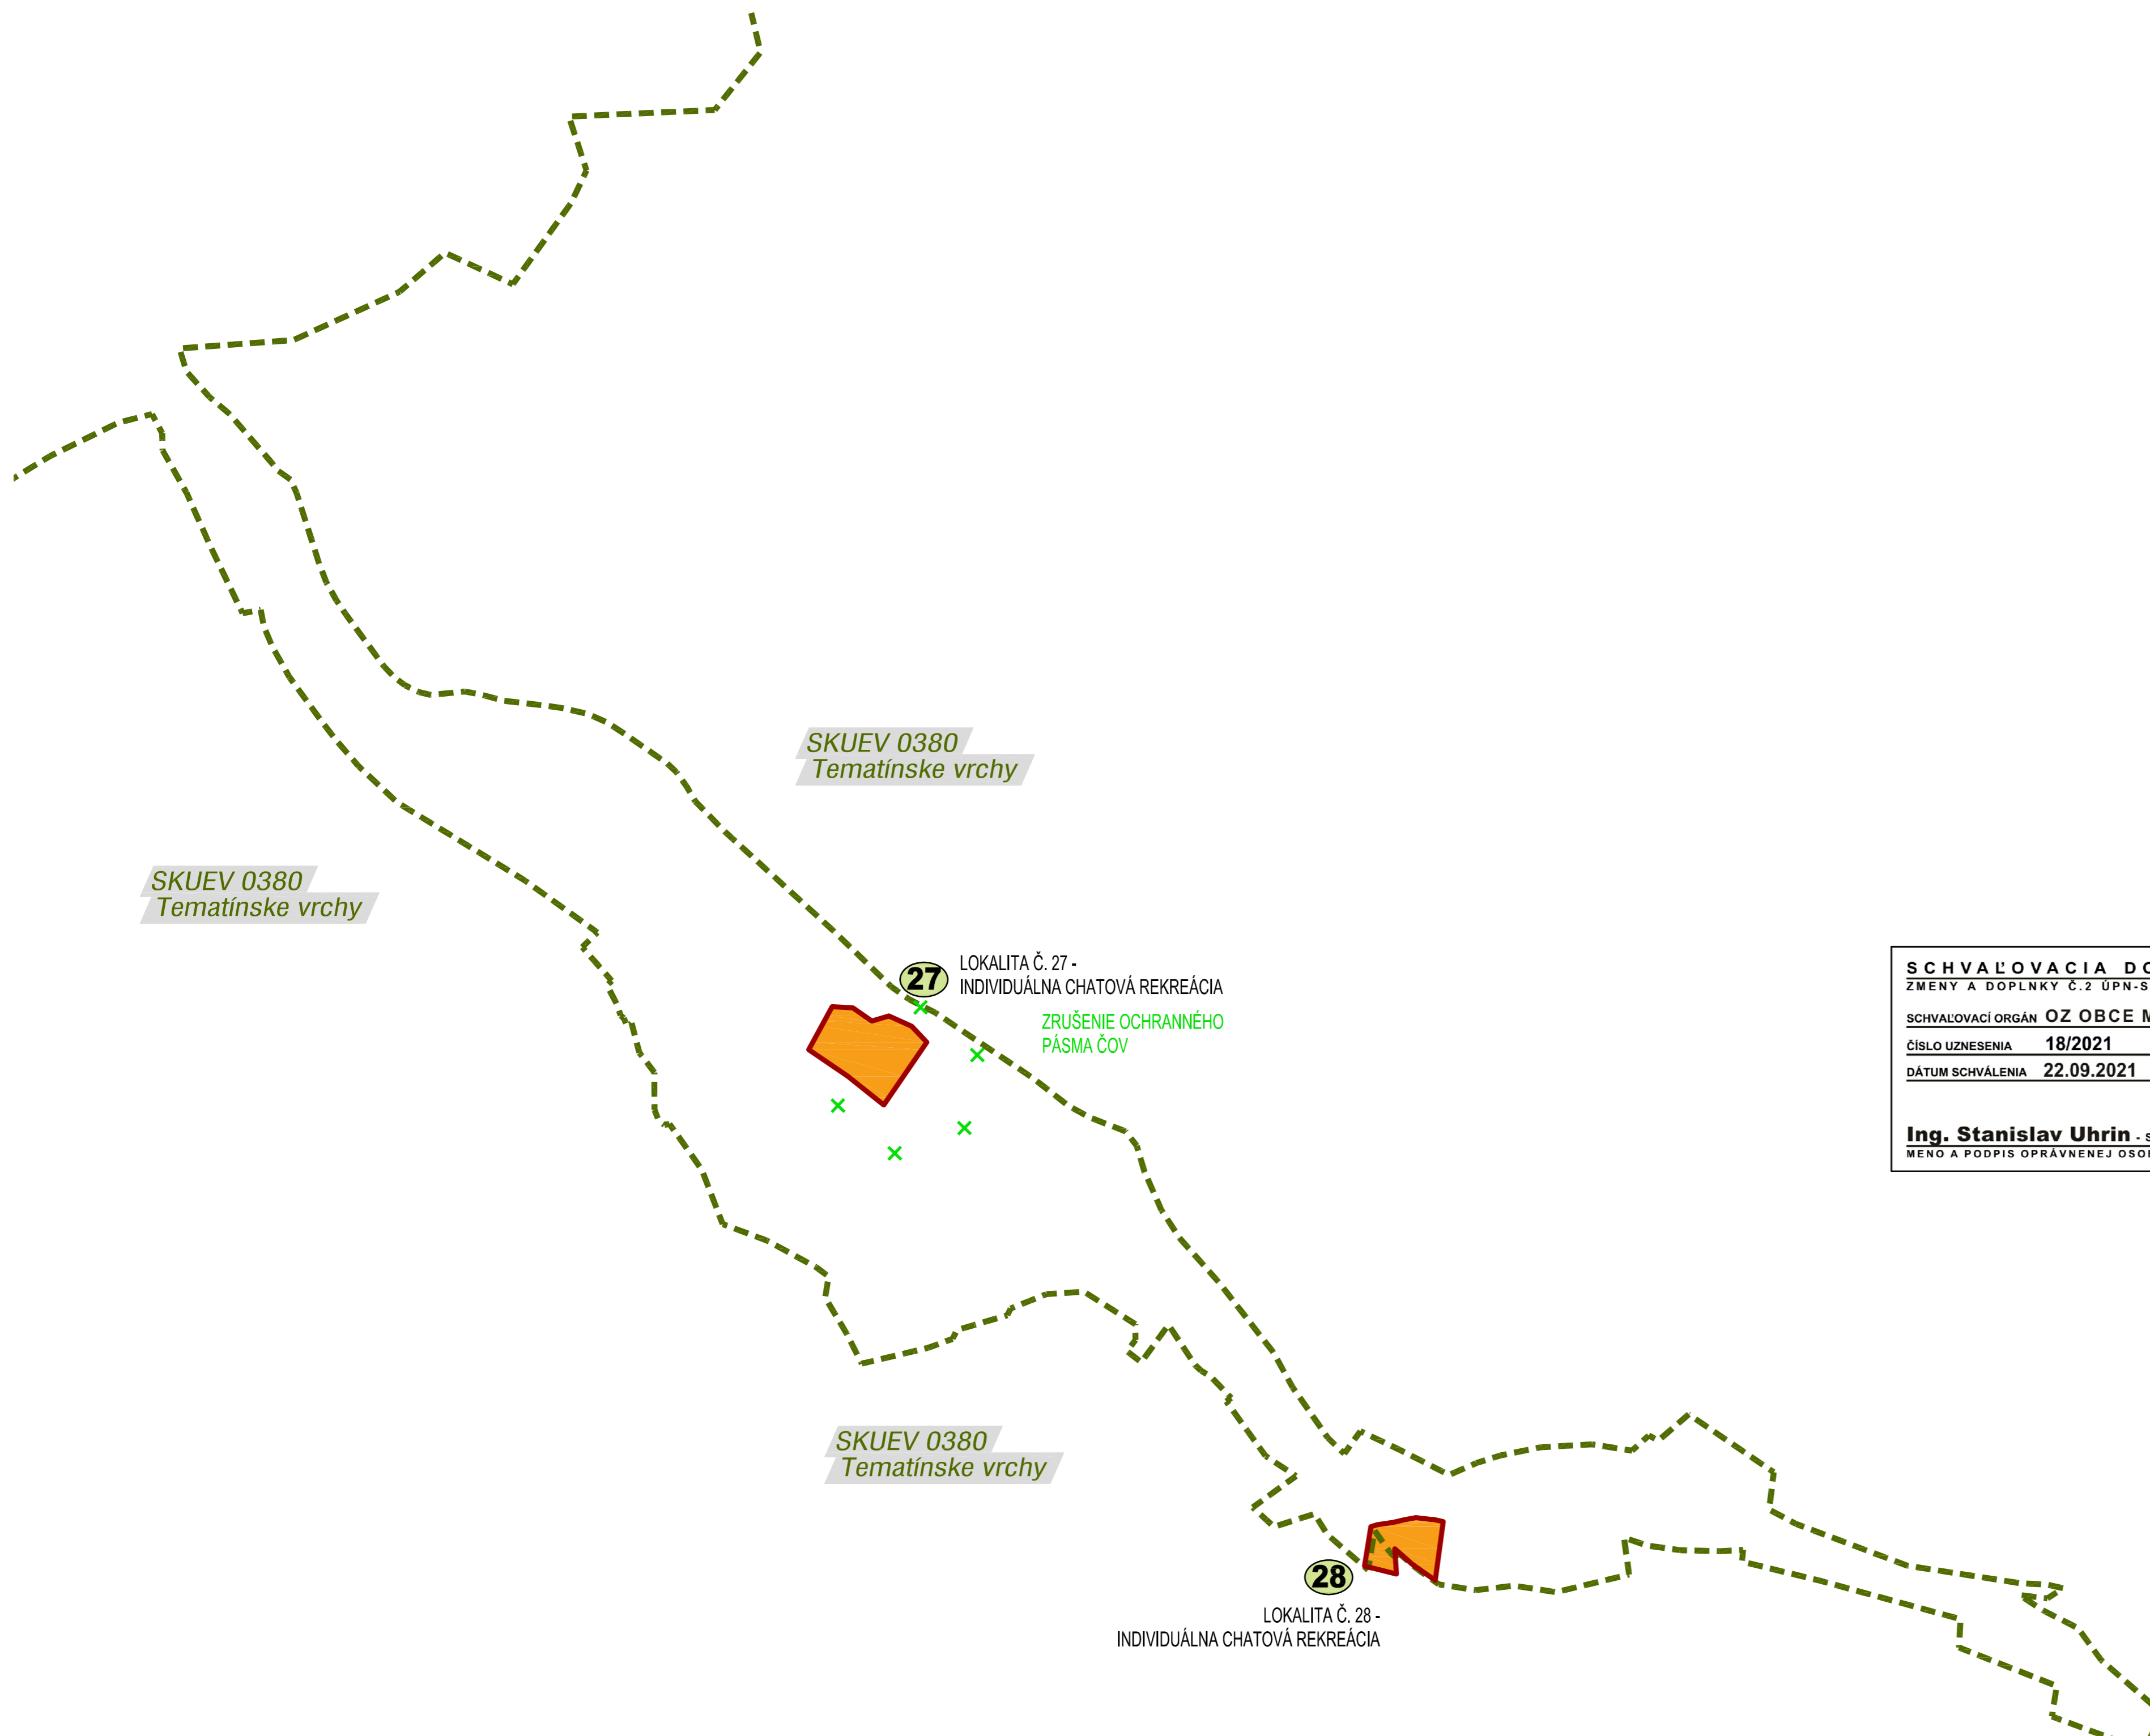 SKUEV 0380
Tematínske vrchy
SKUEV 0380
Tematínske vrchy
27
LOKALITA Č. 27 -
INDIVIDUÁLNA CHATOVÁ REKREÁCIA
ZRUŠENIE OCHRANNÉHO
PÁSMA ČOV
SCHVAĽOVACIA
ZMENY A DOPLNKY Č.2
SCHVAĽOVACÍ ORGÁN OZ OBCE
ČÍSLO UZNESENIA 18/2021
DÁTUM SCHVÁLENIA 22.09.2021
Ing. Stanislav Uhrin -
MENO A PODPIS OPRÁVNENEJ
SKUEV 0380
Tematínske vrchy
28
LOKALITA Č. 28 -
INDIVIDUÁLNA CHATOVÁ REKREÁCIA